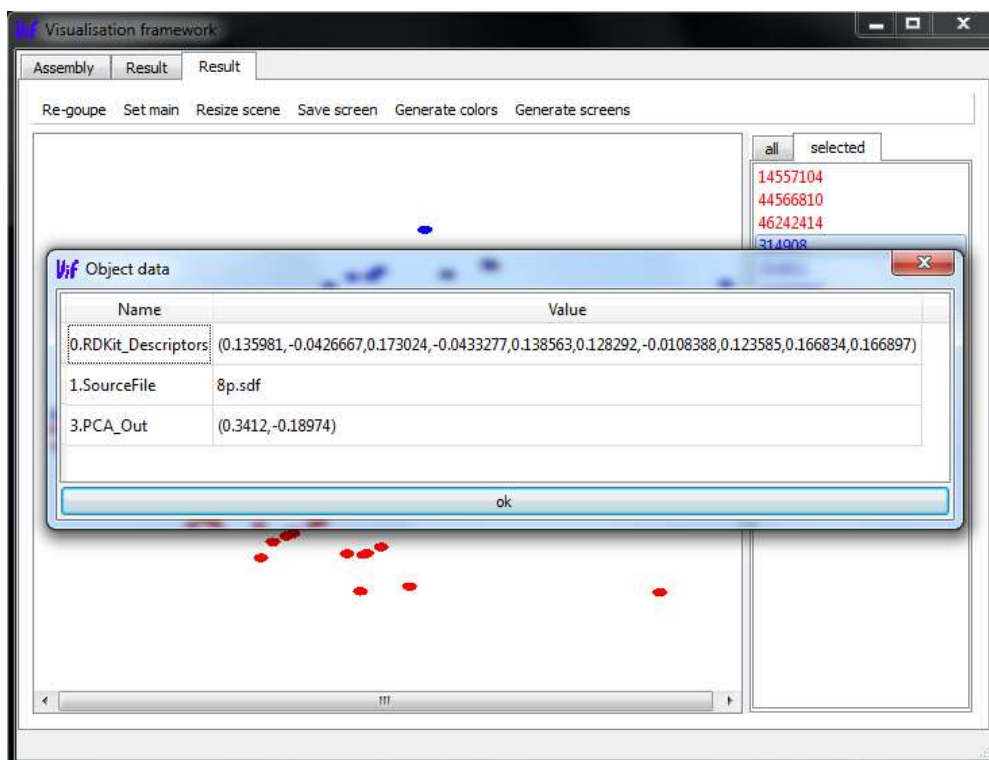 Vif Visualisation framework
Assembly Result Result
Re-goupe Set main Resize scene Save screen Generate colors Generate screens
all selected
14557104
44566810
46242414
314908
Vif Object data
Name Value
0.RDKit_Descriptors (0.135981,-0.0426667,0.173024,-0.0433277,0.138563,0.128292,-0.0108388,0.123585,0.166834,0.166897)
1.SourceFile 8p.sdf
3.PCA_Out (0.3412,-0.18974)
ok